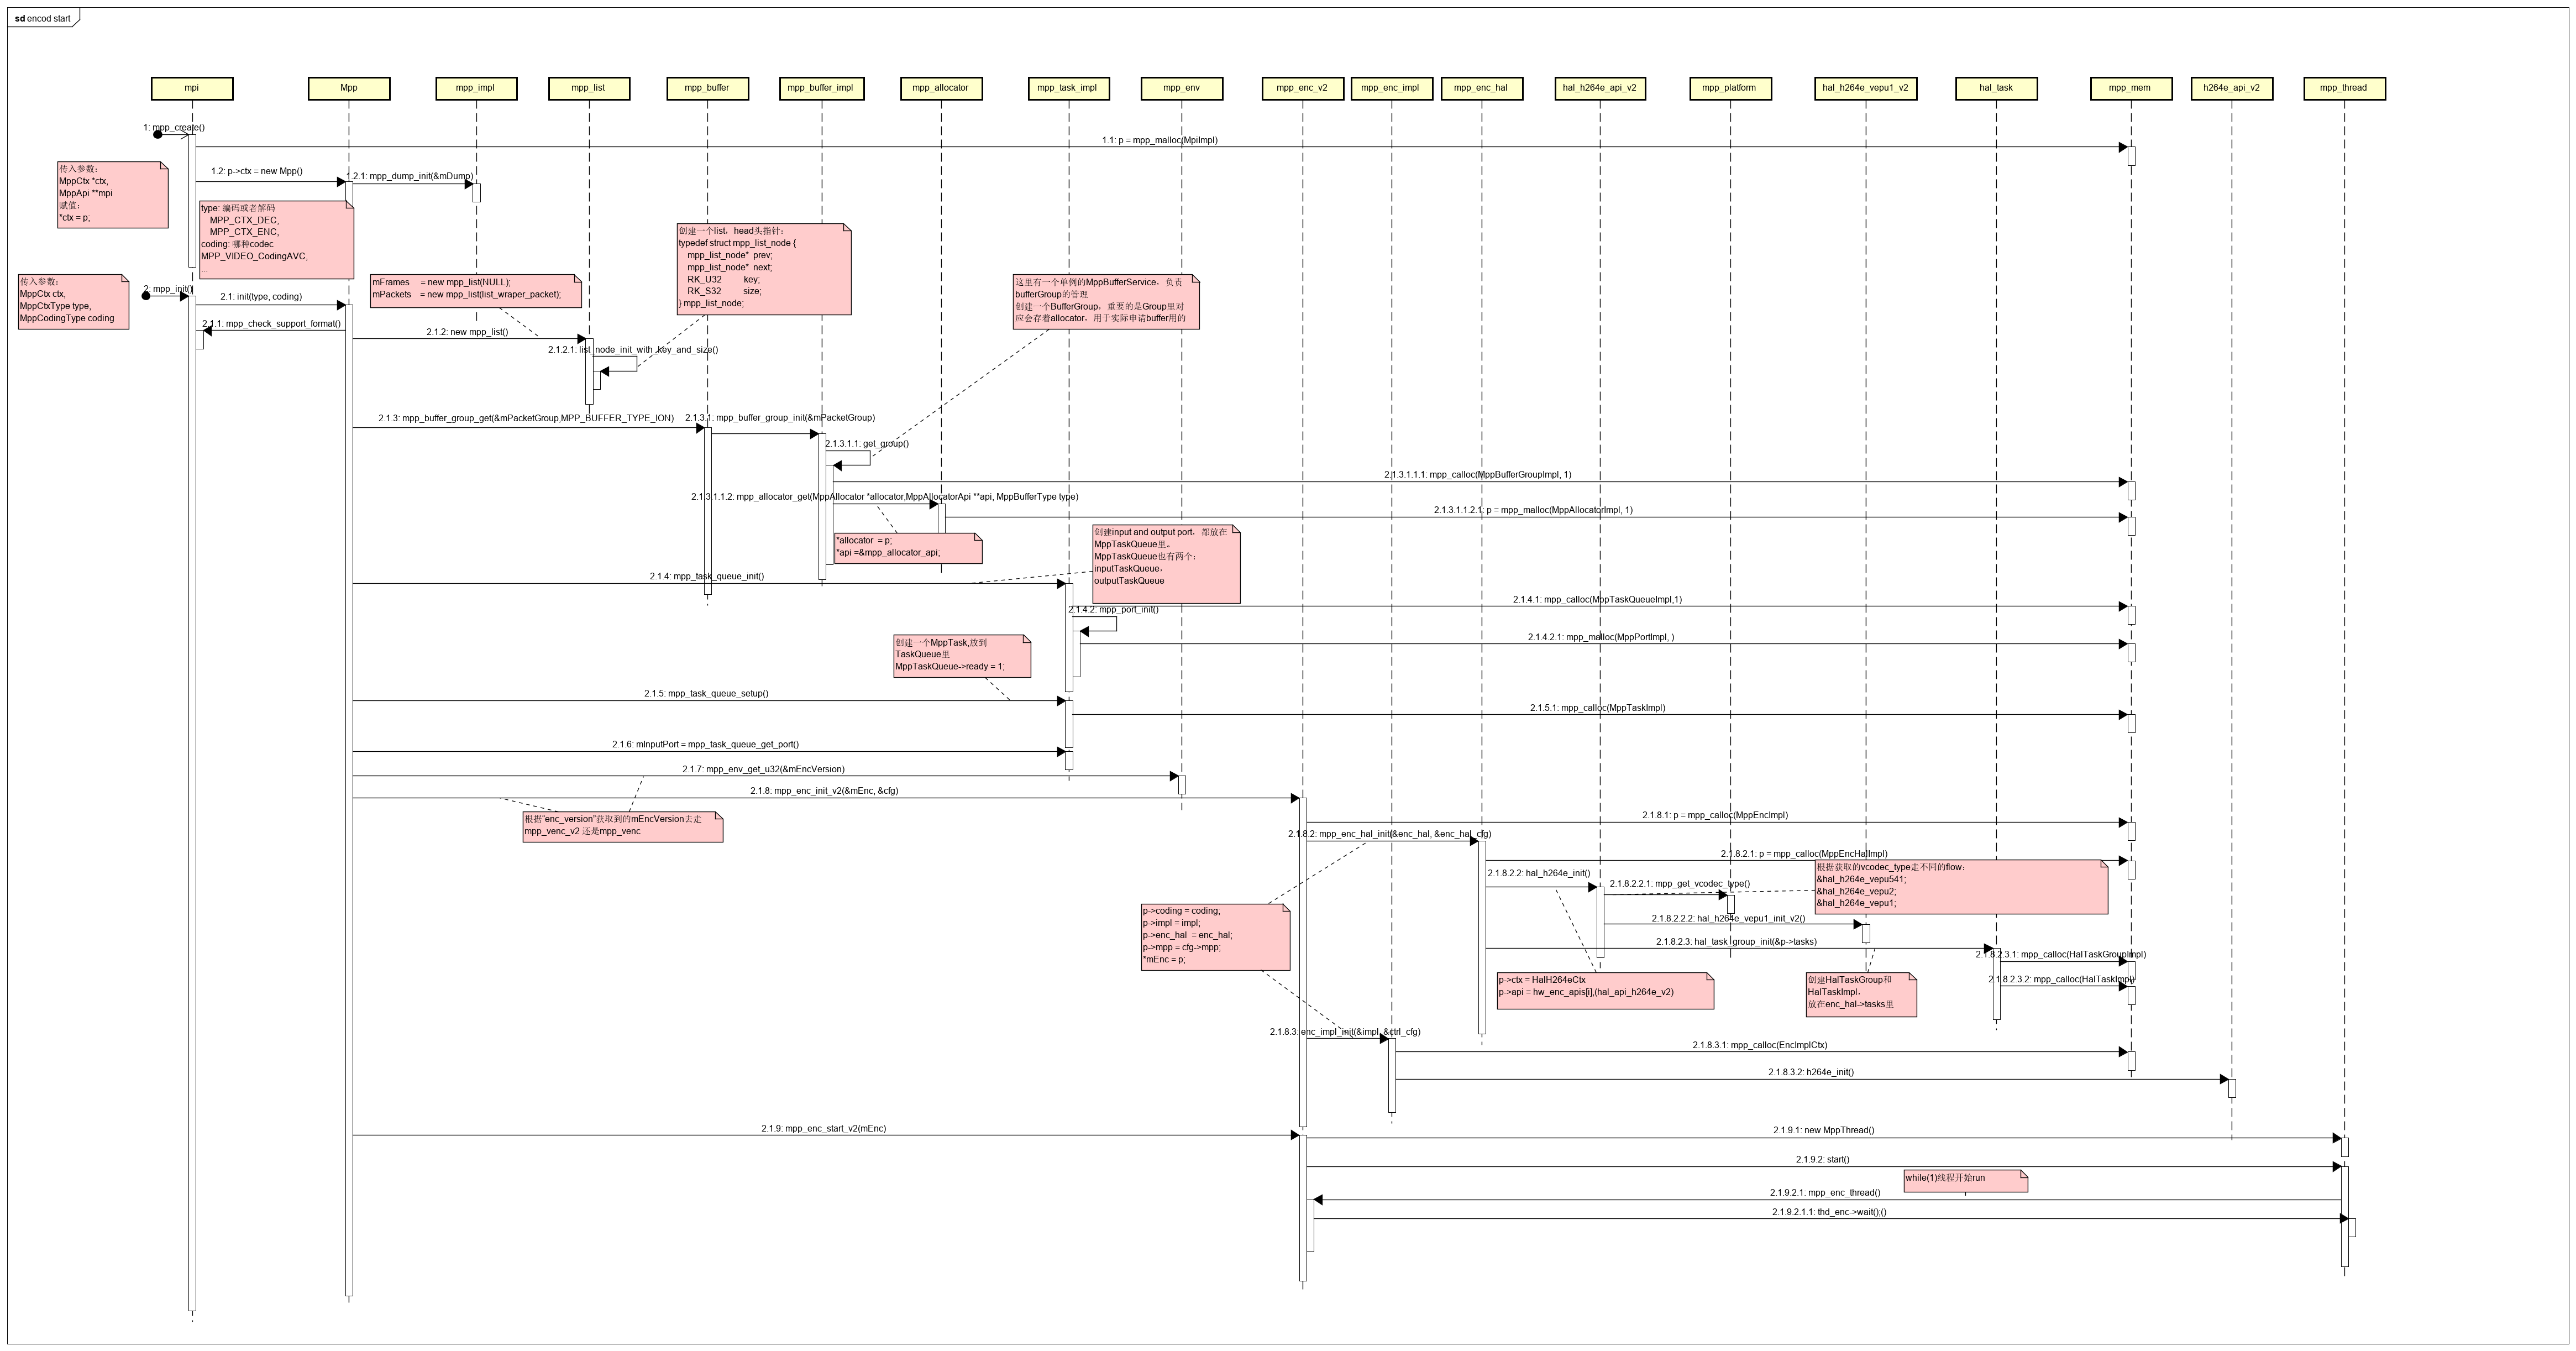 sd encod start
mpi
Mpp
mpp_impl
mpp_list
mpp_buffer
mpp_buffer_impl
mpp_allocator
mpp_task_impl
mpp_env
mpp_enc_v2
mpp_enc_impl
mpp_enc_hal
hal_h264e_api_v2
mpp_platform
hal_h264e_vepu1_v2
hal_task
mpp_mem
h264e_api_v2
mpp_thread
1: mpp_create()
1.1: p = mpp_malloc(MpiImpl)
传入参数：
MppCtx *ctx,
MppApi **mpi
赋值：
*ctx = p;
1.2: p->ctx = new Mpp()
1.2.1: mpp_dump_init(&mDump)
type: 编码或者解码
MPP_CTX_DEC,
MPP_CTX_ENC,
coding: 哪种codec
MPP_VIDEO_CodingAVC,
...
传入参数：
MppCtx ctx,
MppCtxType type,
MppCodingType coding
2: mpp_init()
2.1: init(type, coding)
2.1.1: mpp_check_support_format()
mFrames = new mpp_list(NULL);
mPackets = new mpp_list(list_wraper_packet);
2.1.2: new mpp_list()
创建一个list，head头指针：
typedef struct mpp_list_node {
mpp_list_node* prev;
mpp_list_node* next;
RK_U32 key;
RK_S32 size;
} mpp_list_node;
2.1.2.1: list_node_init_with_key_and_size()
这里有一个单例的MppBufferService，负责
bufferGroup的管理
创建一个BufferGroup，重要的是Group里对
应会存着allocator，用于实际申请buffer用的
2.1.3: mpp_buffer_group_get(&mPacketGroup,MPP_BUFFER_TYPE_ION)
2.1.3.1: mpp_buffer_group_init(&mPacketGroup)
2.1.3.1.1: get_group()
2.1.3.1.1.1: mpp_calloc(MppBufferGroupImpl, 1)
2.1.3.1.1.2: mpp_allocator_get(MppAllocator *allocator,MppAllocatorApi **api, MppBufferType type)
2.1.3.1.1.2.1: p = mpp_malloc(MppAllocatorImpl, 1)
*allocator = p;
*api =&mpp_allocator_api;
创建input and output port，都放在
MppTaskQueue里。
MppTaskQueue也有两个：
inputTaskQueue，
outputTaskQueue
2.1.4: mpp_task_queue_init()
2.1.4.1: mpp_calloc(MppTaskQueueImpl,1)
2.1.4.2: mpp_port_init()
2.1.4.2.1: mpp_malloc(MppPortImpl, )
创建一个MppTask,放到
TaskQueue里
MppTaskQueue->ready = 1;
2.1.5: mpp_task_queue_setup()
2.1.5.1: mpp_calloc(MppTaskImpl)
2.1.6: mInputPort = mpp_task_queue_get_port()
2.1.7: mpp_env_get_u32(&mEncVersion)
2.1.8: mpp_enc_init_v2(&mEnc, &cfg)
根据"enc_version"获取到的mEncVersion去走
mpp_venc_v2 还是mpp_venc
2.1.8.1: p = mpp_calloc(MppEncImpl)
2.1.8.2: mpp_enc_hal_init(&enc_hal, &enc_hal_cfg)
2.1.8.2.1: p = mpp_calloc(MppEncHalImpl)
2.1.8.2.2: hal_h264e_init()
2.1.8.2.2.1: mpp_get_vcodec_type()
根据获取的vcodec_type走不同的flow：
&hal_h264e_vepu541;
&hal_h264e_vepu2;
&hal_h264e_vepu1;
p->coding = coding;
p->impl = impl;
p->enc_hal = enc_hal;
p->mpp = cfg->mpp;
*mEnc = p;
2.1.8.2.2.2: hal_h264e_vepu1_init_v2()
2.1.8.2.3: hal_task_group_init(&p->tasks)
2.1.8.2.3.1: mpp_calloc(HalTaskGroupImpl)
2.1.8.2.3.2: mpp_calloc(HalTaskImpl)
p->ctx = HalH264eCtx
p->api = hw_enc_apis[i],(hal_api_h264e_v2)
创建HalTaskGroup和
HalTaskImpl，
放在enc_hal->tasks里
2.1.8.3: enc_impl_init(&impl, &ctrl_cfg)
2.1.8.3.1: mpp_calloc(EncImplCtx)
2.1.8.3.2: h264e_init()
2.1.9: mpp_enc_start_v2(mEnc)
2.1.9.1: new MppThread()
2.1.9.2: start()
while(1)线程开始run
2.1.9.2.1: mpp_enc_thread()
2.1.9.2.1.1: thd_enc->wait();()